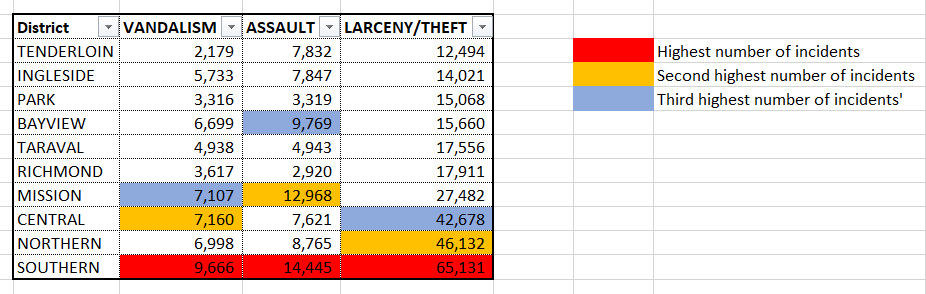 District VANDALISM ASSAULT LARCENY/THEFT
TENDERLOIN 2,179 7,832 12,494 Highest number of incidents
INGLESIDE 5,733 7,847 14,021 Second highest number of incidents
PARK 3,316 3,319 15,068 Third highest number of incidents'
BAYVIEW 6,699 9,769 15,660
TARAVAL 4,938 4,943 17,556
RICHMOND 3,617 2,920 17,911
MISSION 7,107 12,968 27,482
CENTRAL 7,160 7,621 42,678
NORTHERN 6,998 8,765 46,132
SOUTHERN 9,666 14,445 65,131